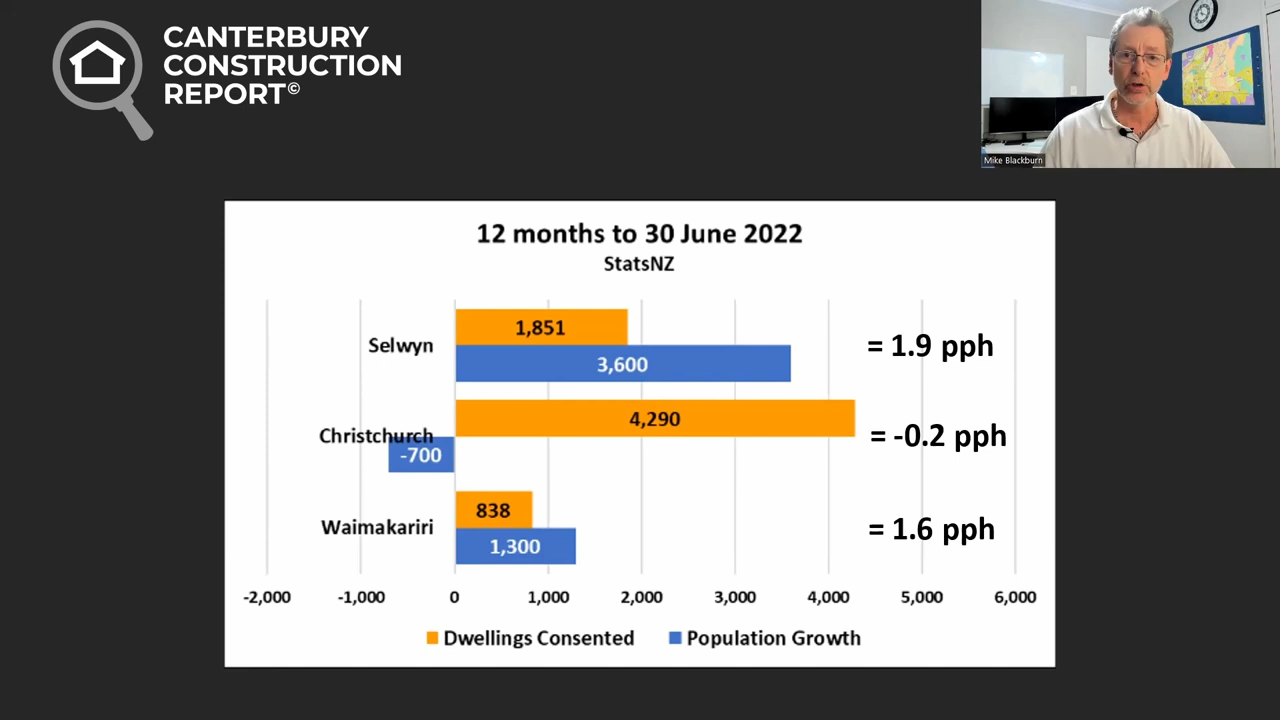 CANTERBURY
CONSTRUCTION
REPORT©
Mike Blackburn
12 months to 30 June 2022
StatsNZ
Selwyn
1,851
3,600
= 1.9 pph
Christchurch
4,290
-700
= -0.2 pph
Waimakariri
838
1,300
= 1.6 pph
-2,000 -1,000 0 1,000 2,000 3,000 4,000 5,000 6,000
Dwellings Consented Population Growth